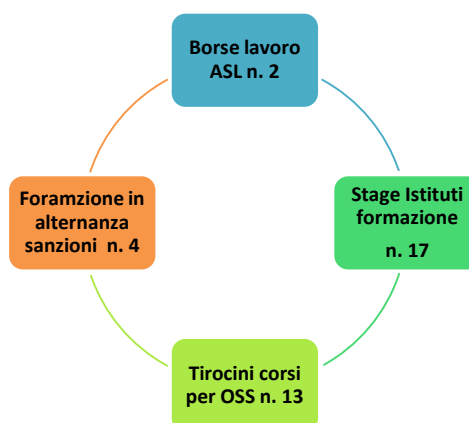 Borse lavoro
ASL n. 2
Stage Istituti
formazione
n. 17
Tirocini corsi
per OSS n. 13
Foramzione in
alternanza
sanzioni n. 4